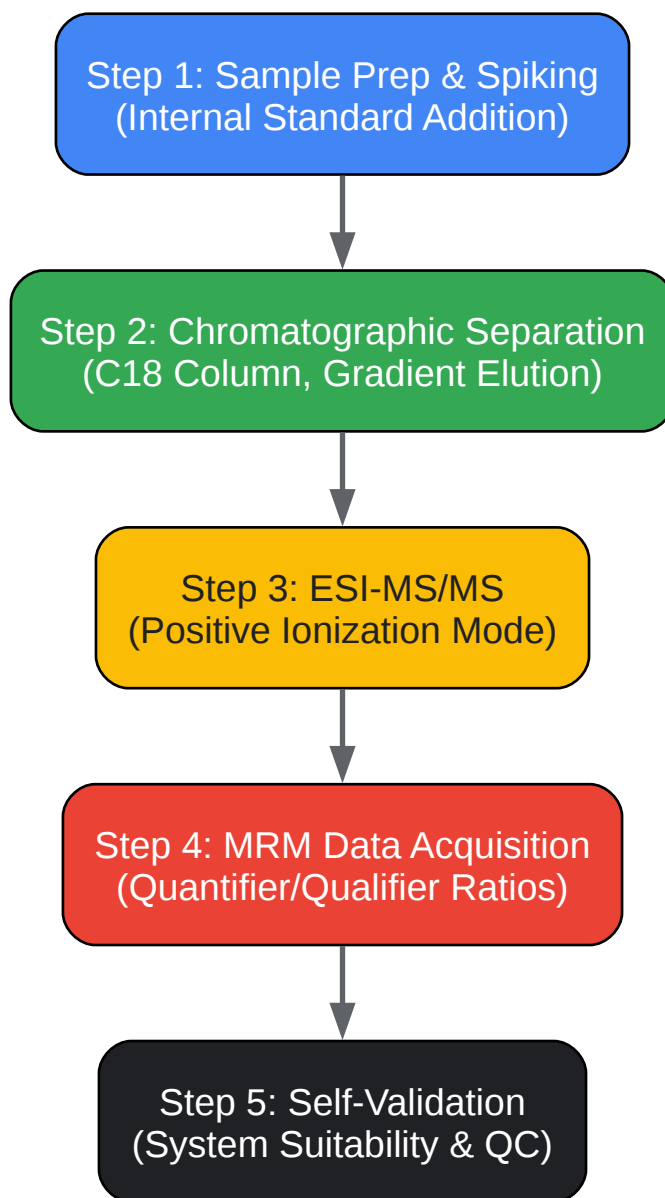 Step 1: Sample Prep & Spiking
(Internal Standard Addition)
Step 2: Chromatographic Separation
(C18 Column, Gradient Elution)
Step 3: ESI-MS/MS
(Positive Ionization Mode)
Step 4: MRM Data Acquisition
(Quantifier/Qualifier Ratios)
Step 5: Self-Validation
(System Suitability & QC)